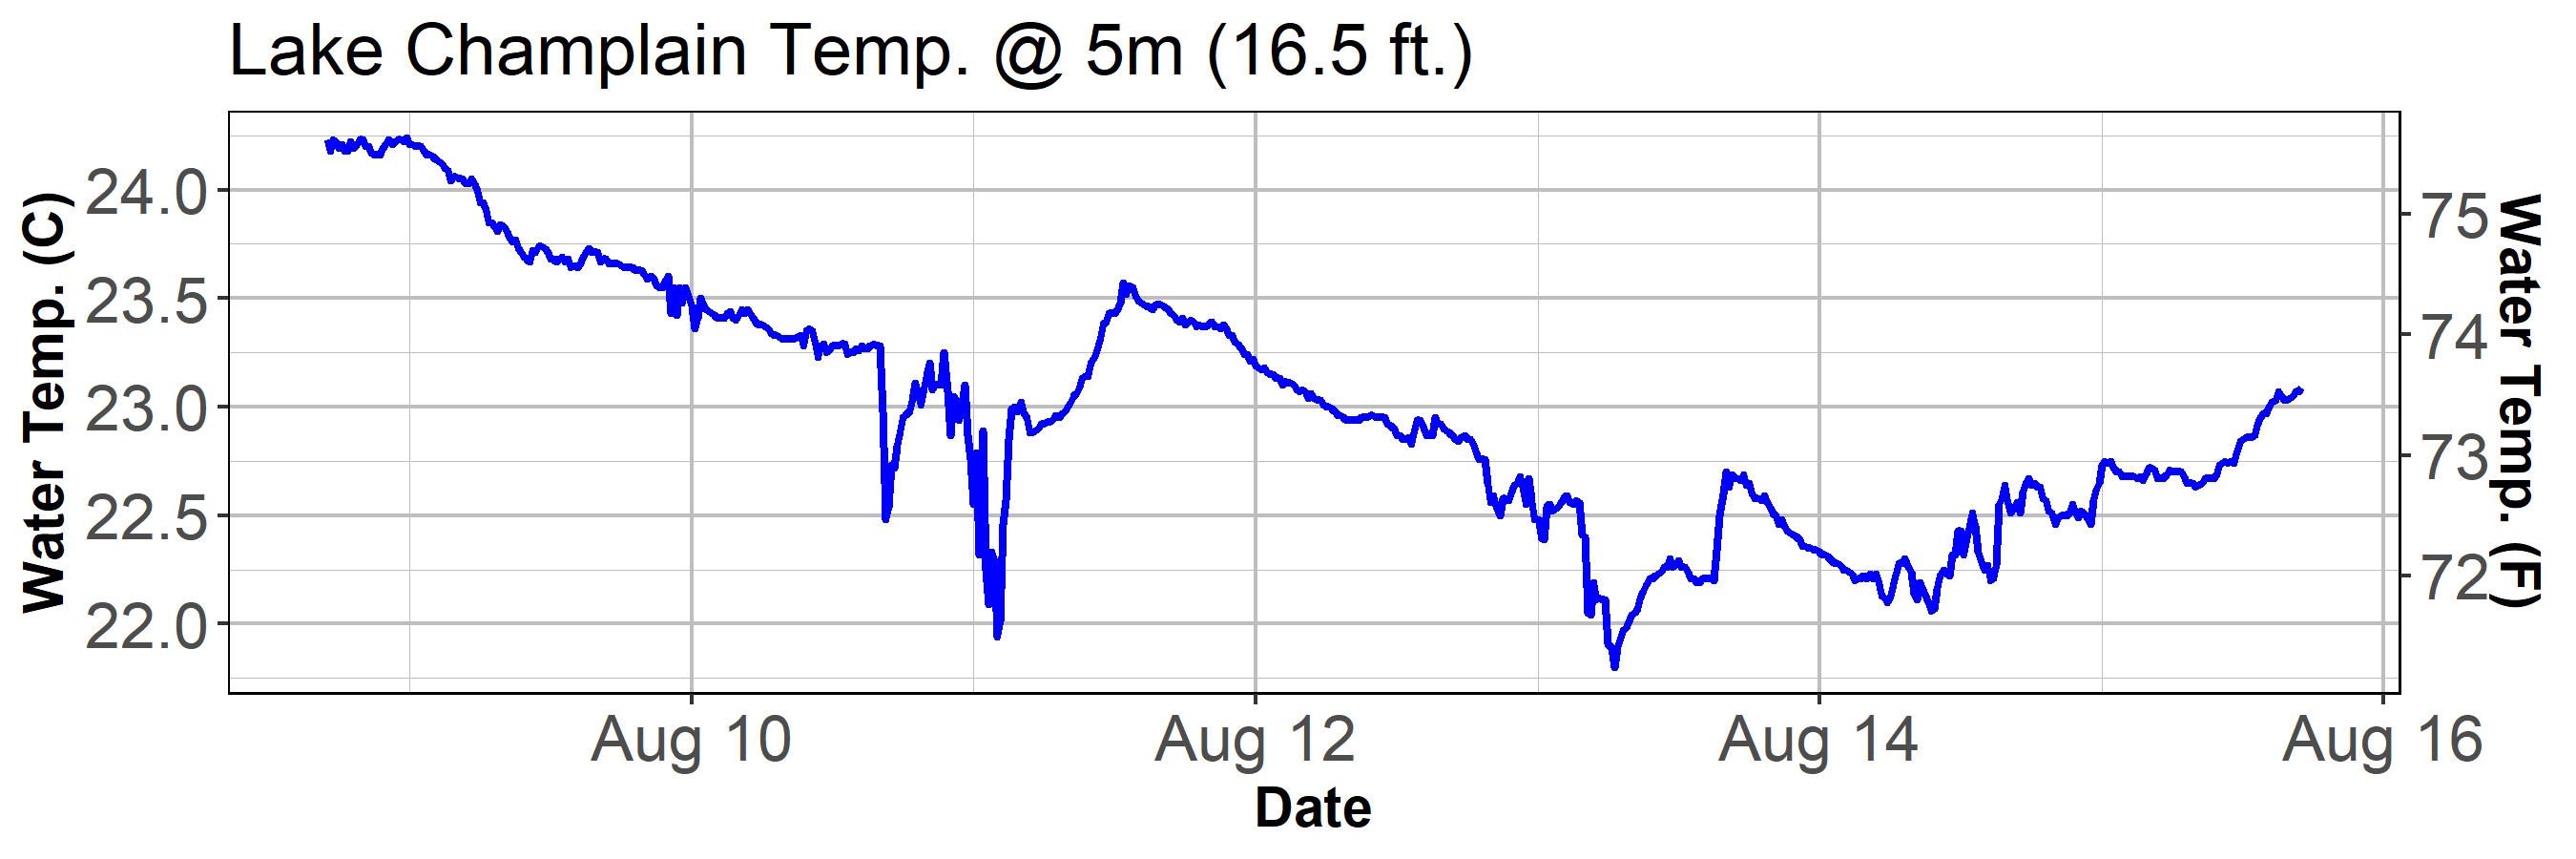 Lake Champlain Temp. @ 5m (16.5 ft.)
Water Temp. (C)
24.0
23.5
23.0
22.5
22.0
75
74
73
72
Water Temp. (F)
Aug 10
Aug 12
Aug 14
Aug 16
Date